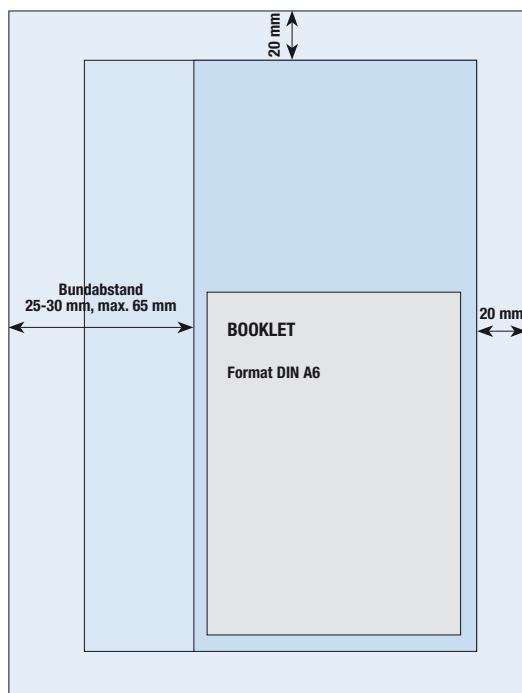 20 mm
Bundabstand
25-30 mm, max. 65 mm
20 mm
BOOKLET
Format DIN A6